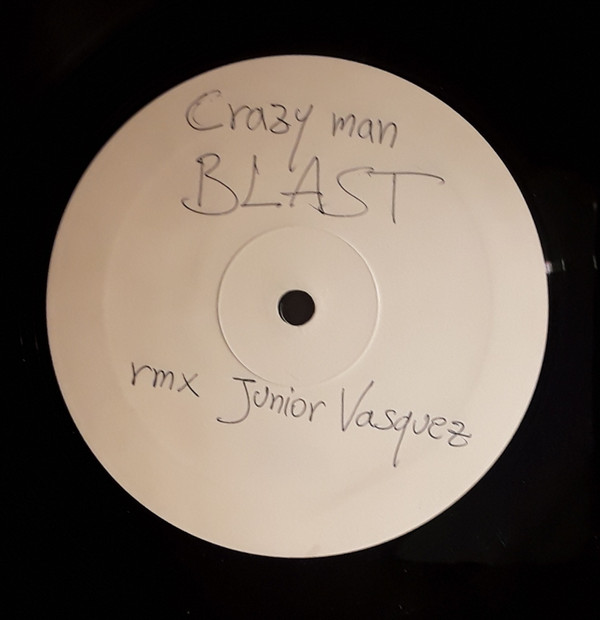 Crazy man
BLAST
rmx Junior Vasquez